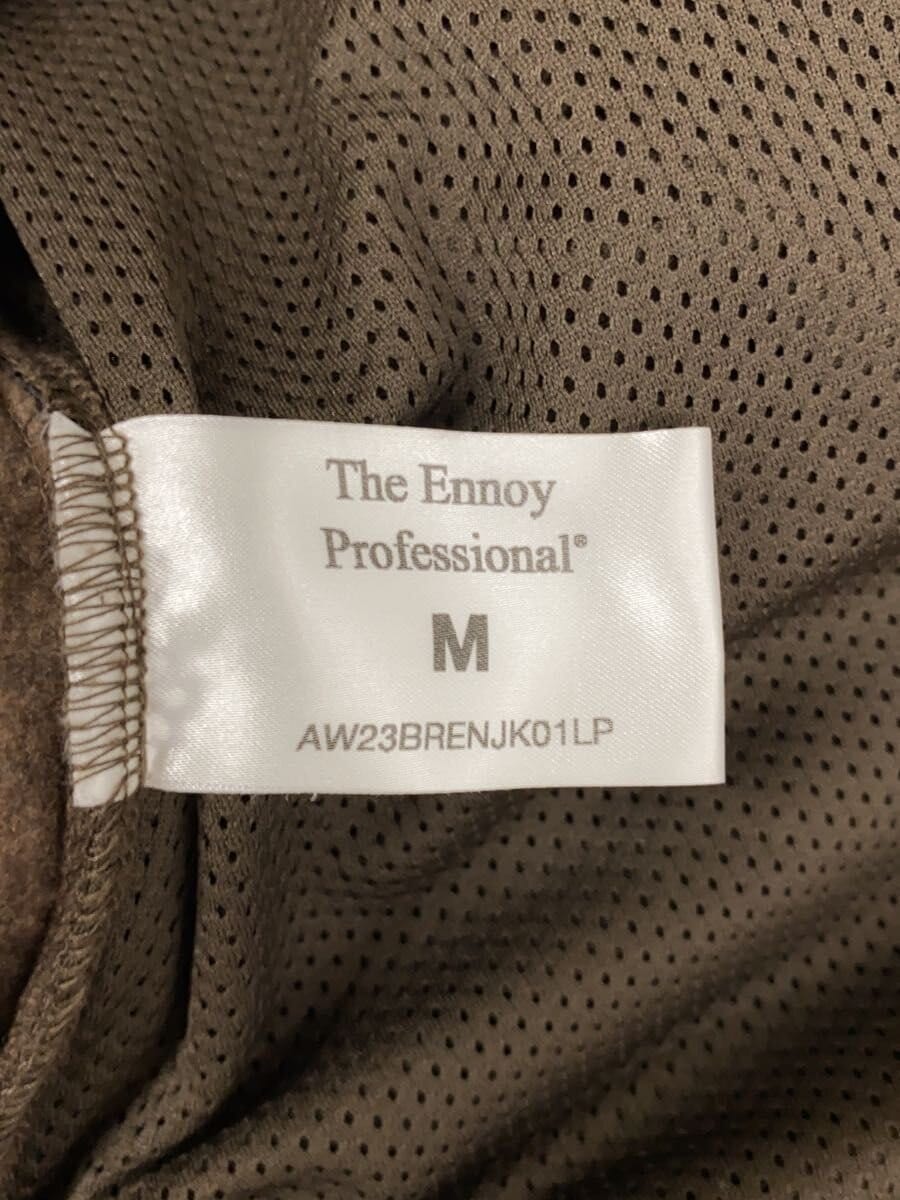 The Ennoy
Professional®
M
AW23BRENJK01LP